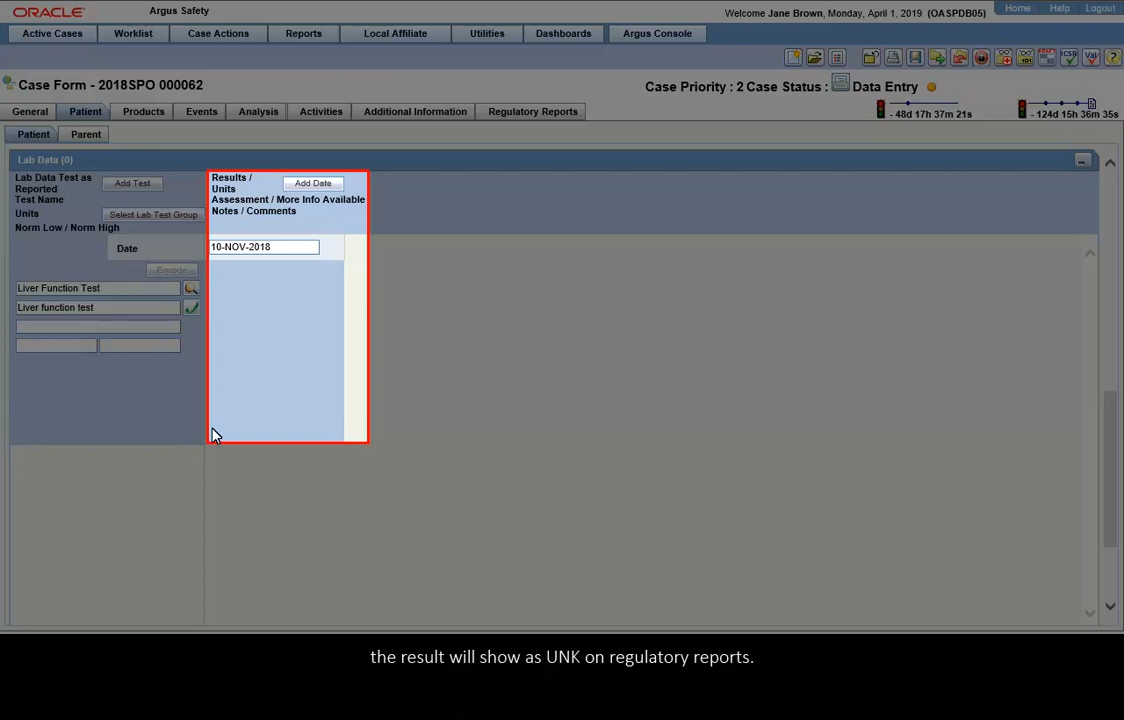 ORACLE
Argus Safety
Welcome Jane Brown, Monday, April 1, 2019 (OASPDB05)
Home Help Logout
Active Cases Worklist Case Actions Reports Local Affiliate Utilities Dashboards Argus Console
Case Form - 2018SPO 000062
Case Priority : 2 Case Status : Data Entry
- 48d 17h 37m 21s
- 124d 15h 36m 35s
General Patient Products Events Analysis Activities Additional Information Regulatory Reports
Patient Parent
Lab Data (0)
Lab Data Test as Reported
Add Test
Test Name
Units
Select Lab Test Group
Norm Low / Norm High
Results / Units
Add Date
Assessment / More Info Available
Notes / Comments
Date
10-NOV-2018
Encode
Liver Function Test
Liver function test
the result will show as UNK on regulatory reports.